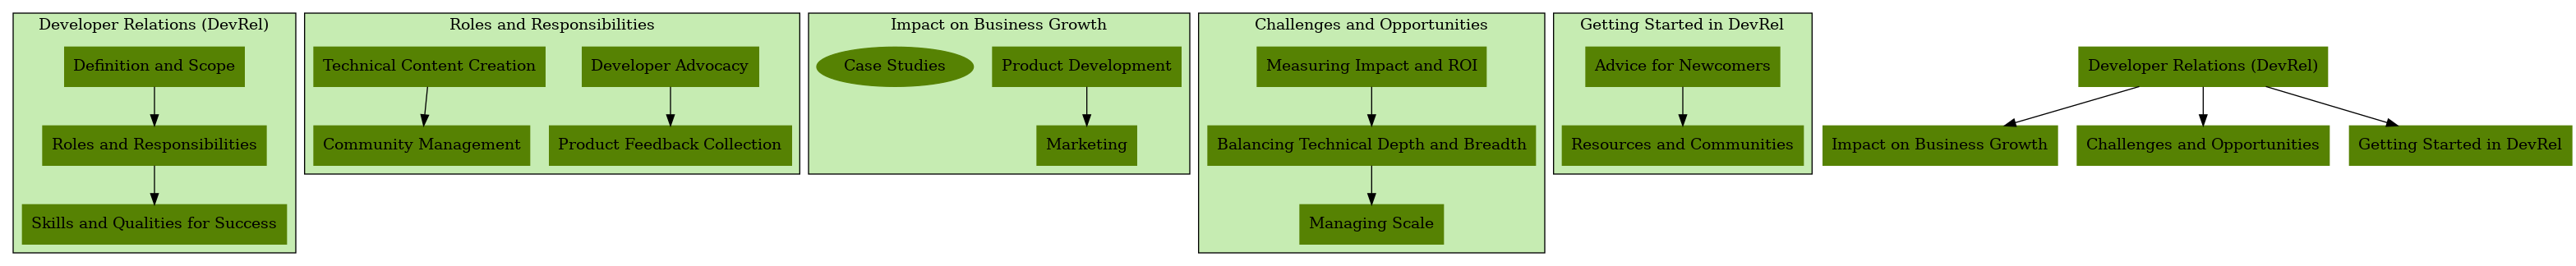 Developer Relations (DevRel)
Definition and Scope
Roles and Responsibilities
Skills and Qualities for Success
Roles and Responsibilities
Technical Content Creation
Developer Advocacy
Community Management
Product Feedback Collection
Impact on Business Growth
Case Studies
Product Development
Marketing
Challenges and Opportunities
Measuring Impact and ROI
Balancing Technical Depth and Breadth
Managing Scale
Getting Started in DevRel
Advice for Newcomers
Resources and Communities
Developer Relations (DevRel)
Impact on Business Growth
Challenges and Opportunities
Getting Started in DevRel